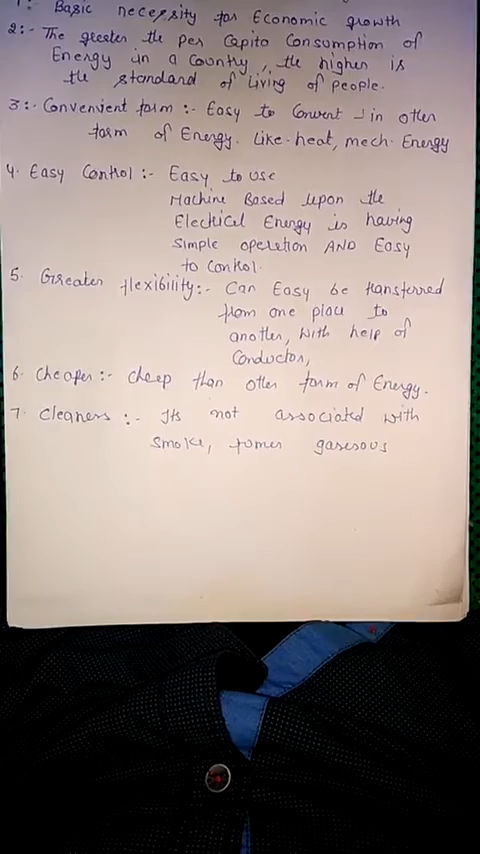 1:- Basic necessity for Economic growth
2:- The greater the per Capita Consumption of
Energy in a Country, the higher is
the standard of Living of people.
3:- Convenient form :- Easy to Convert in other
form of Energy. Like-heat, mech. Energy
4. Easy Control :- Easy to use
Machine Based upon the
Electical Energy is having
Simple operation AND Easy
to Control.
5. Greater flexibility:- Can Easy be transferred
from one place to
another, with help of
Conductor,
6. Cheaper :- cheep than other form of Energy.
7. Cleaners :- Its not associated with
Smoke, fumes gaserous